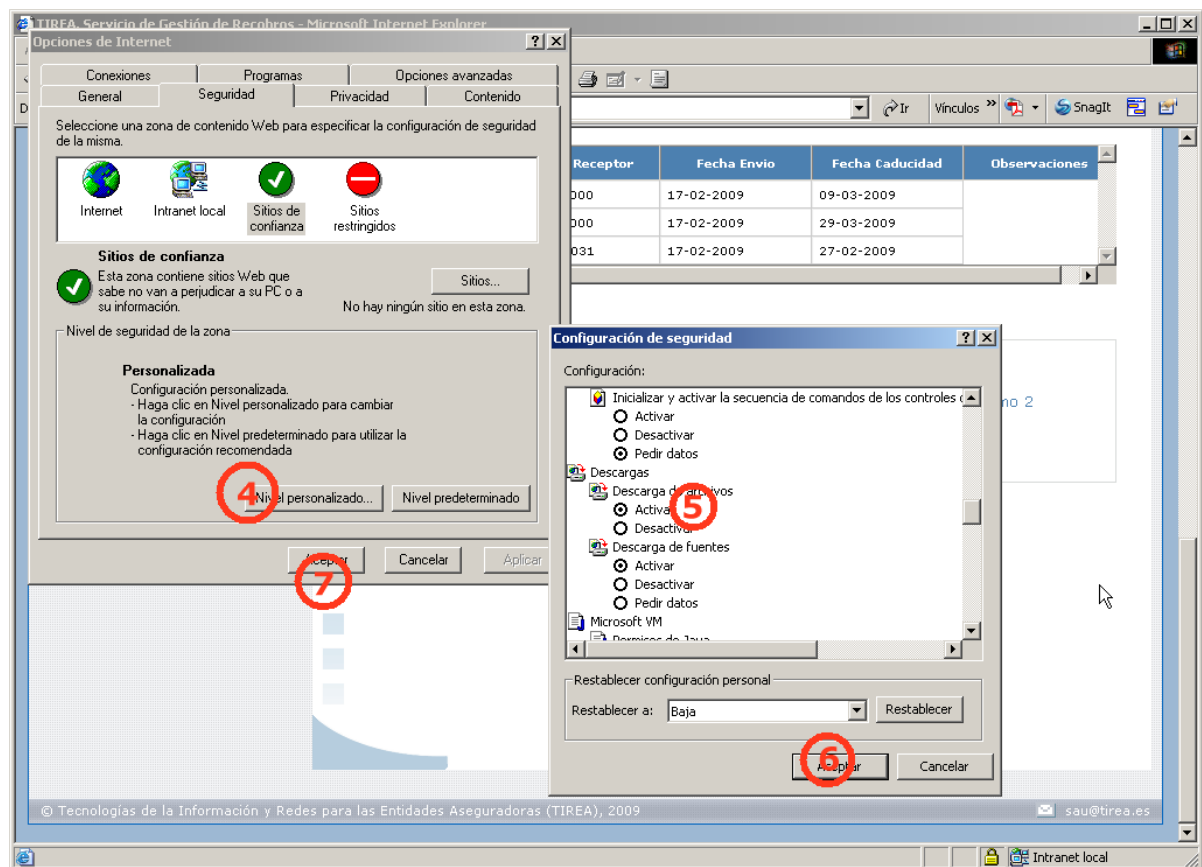 TIREA, Servicio de Gestión de Recobros - Microsoft Internet Explorer
Opciones de Internet
Conexiones
Programas
Opciones avanzadas
General
Seguridad
Privacidad
Contenido
Seleccione una zona de contenido Web para especificar la configuración de seguridad
de la misma.
Internet
Intranet local
Sitios de
confianza
Sitios
restringidos
Sitios de confianza
Esta zona contiene sitios Web que
sabe no van a perjudicar a su PC o a
su información.
Sitios...
No hay ningún sitio en esta zona.
Nivel de seguridad de la zona
Personalizada
Configuración personalizada.
- Haga clic en Nivel personalizado para cambiar
la configuración
- Haga clic en Nivel predeterminado para utilizar la
configuración recomendada
4
Nivel personalizado...
Nivel predeterminado
Aceptar
Cancelar
Aplicar
7
Ir
Vínculos »
SnagIt
Receptor
Fecha Envio
Fecha Caducidad
Observaciones
000
17-02-2009
09-03-2009
000
17-02-2009
29-03-2009
031
17-02-2009
27-02-2009
mo 2
Configuración de seguridad
Configuración:
Inicializar y activar la secuencia de comandos de los controles
Activar
Desactivar
Pedir datos
Descargas
Descarga de archivos
5
Activar
Desactivar
Descarga de fuentes
Activar
Desactivar
Pedir datos
Microsoft VM
Permisos de Java
Restablecer configuración personal
Restablecer a:
Baja
Restablecer
6
Aceptar
Cancelar
© Tecnologías de la Información y Redes para las Entidades Aseguradoras (TIREA), 2009
sau@tirea.es
Intranet local